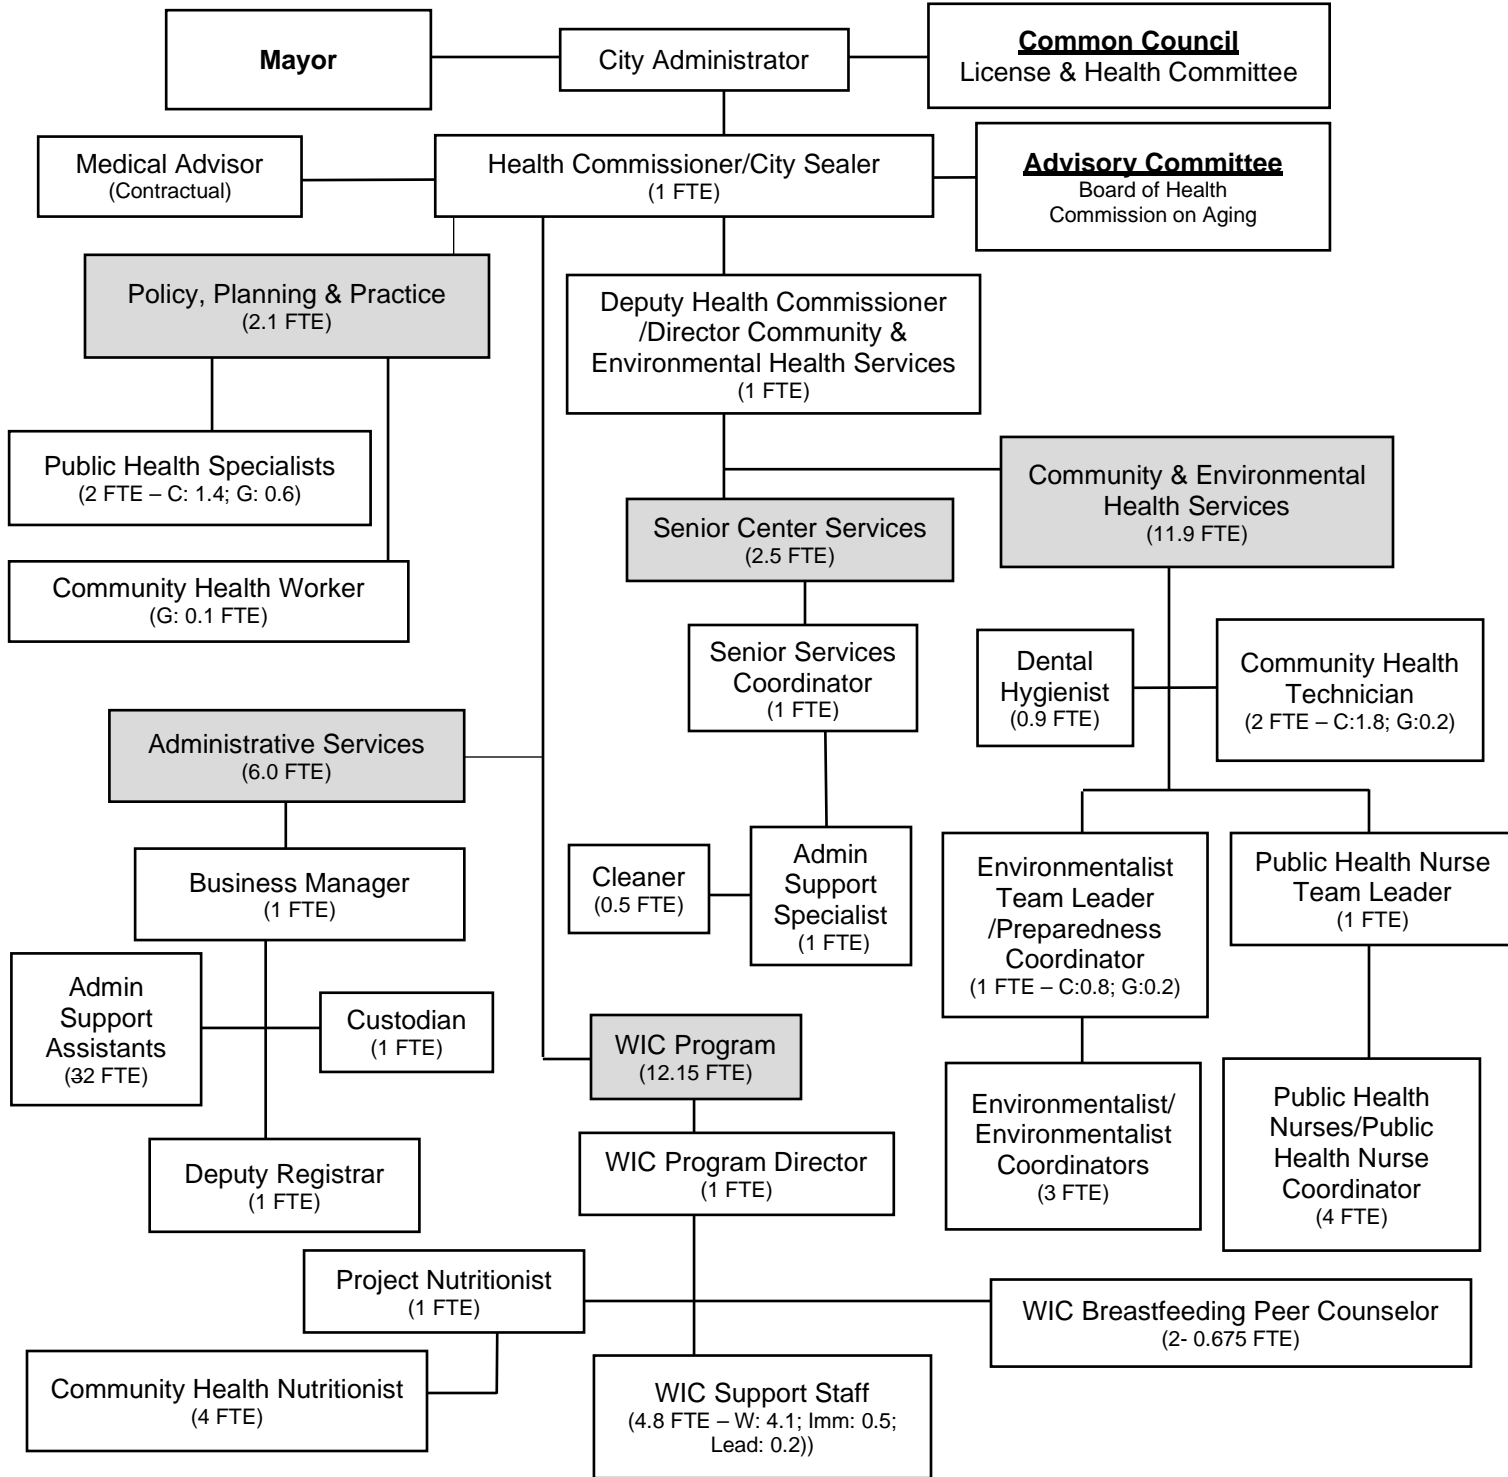 Mayor
City Administrator
Common Council
License & Health Committee
Medical Advisor
(Contractual)
Health Commissioner/City Sealer
(1 FTE)
Advisory Committee
Board of Health
Commission on Aging
Policy, Planning & Practice
(2.1 FTE)
Deputy Health Commissioner
/Director Community &
Environmental Health Services
(1 FTE)
Public Health Specialists
(2 FTE – C: 1.4; G: 0.6)
Community & Environmental
Health Services
(11.9 FTE)
Senior Center Services
(2.5 FTE)
Community Health Worker
(G: 0.1 FTE)
Senior Services
Coordinator
(1 FTE)
Dental
Hygienist
(0.9 FTE)
Community Health
Technician
(2 FTE – C:1.8; G:0.2)
Administrative Services
(6.0 FTE)
Business Manager
(1 FTE)
Cleaner
(0.5 FTE)
Admin
Support
Specialist
(1 FTE)
Environmentalist
Team Leader
/Preparedness
Coordinator
(1 FTE – C:0.8; G:0.2)
Public Health Nurse
Team Leader
(1 FTE)
Admin
Support
Assistants
(32 FTE)
Custodian
(1 FTE)
WIC Program
(12.15 FTE)
Environmentalist/
Environmentalist
Coordinators
(3 FTE)
Public Health
Nurses/Public
Health Nurse
Coordinator
(4 FTE)
Deputy Registrar
(1 FTE)
WIC Program Director
(1 FTE)
Project Nutritionist
(1 FTE)
WIC Breastfeeding Peer Counselor
(2- 0.675 FTE)
Community Health Nutritionist
(4 FTE)
WIC Support Staff
(4.8 FTE – W: 4.1; Imm: 0.5;
Lead: 0.2))